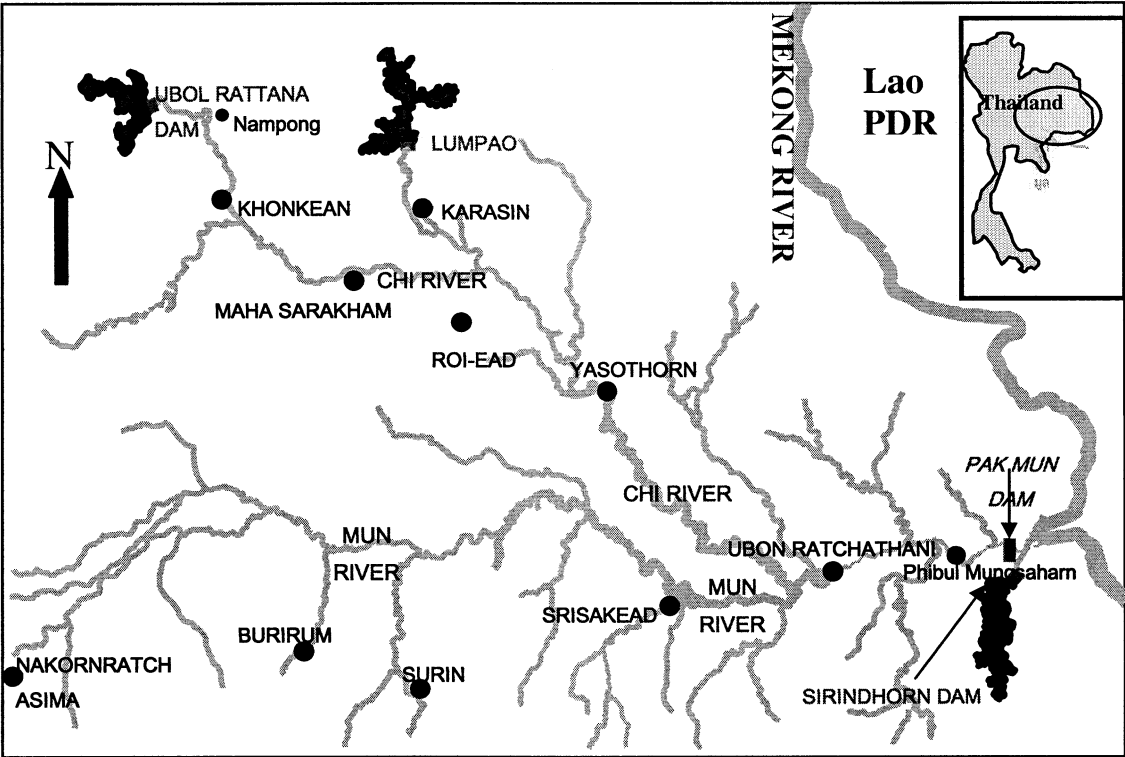 MEKONG RIVER
Lao
PDR
Thailand
UBOL RATTANA
DAM
Nampong
LUMPAO
N
KHONKEAN
KARASIN
CHI RIVER
MAHA SARAKHAM
ROI-EAD
YASOTHORN
PAK MUN
DAM
CHI RIVER
MUN
RIVER
UBON RATCHATHANI
Phibul Mungsaharn
MUN
RIVER
SRISAKEAD
BURIRUM
NAKORNRATCH
ASIMA
SURIN
SIRINDHORN DAM